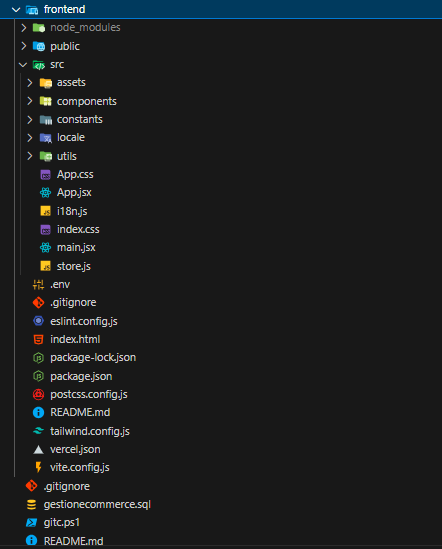 frontend
node_modules
public
src
assets
components
constants
locale
utils
App.css
App.jsx
i18n.js
index.css
main.jsx
store.js
.env
.gitignore
eslint.config.js
index.html
package-lock.json
package.json
postcss.config.js
README.md
tailwind.config.js
vercel.json
vite.config.js
.gitignore
gestionecommerce.sql
gitc.ps1
README.md